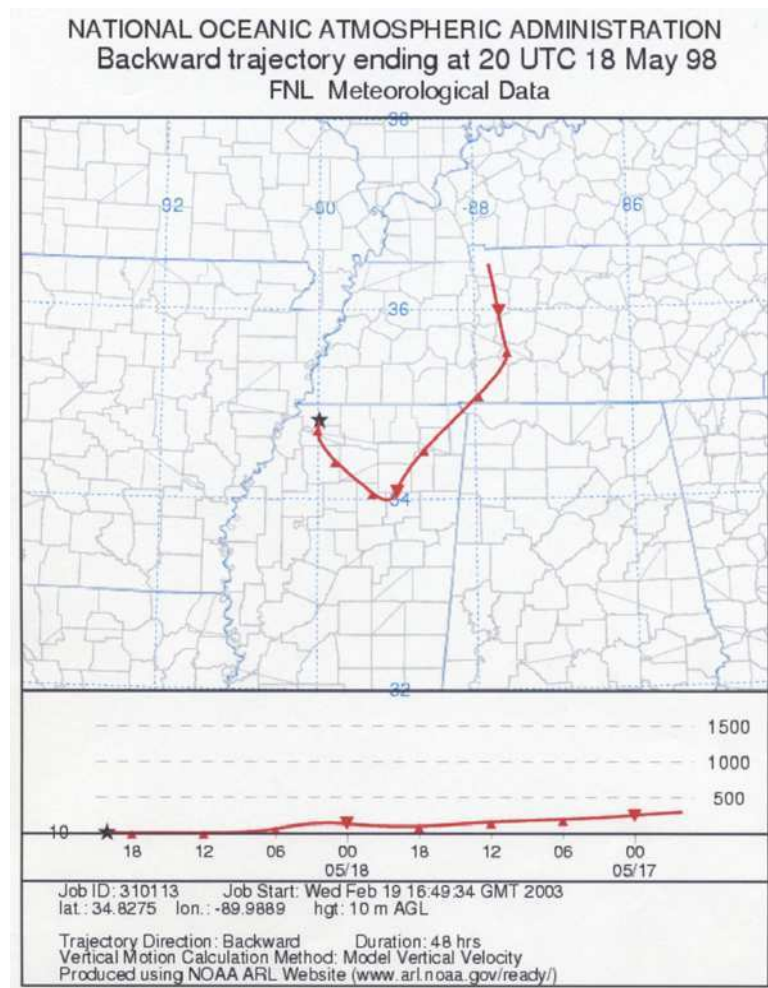 NATIONAL OCEANIC ATMOSPHERIC ADMINISTRATION
Backward trajectory ending at 20 UTC 18 May 98
FNL Meteorological Data
38
-92 -90 -88 -86
36
34
32
1500
1000
500
10
18 12 06 00 18 12 06 00
05/18 05/17
Job ID: 310113 Job Start: Wed Feb 19 16:49:34 GMT 2003
lat.: 34.8275 lon.: -89.9889 hgt: 10 m AGL
Trajectory Direction: Backward Duration: 48 hrs
Vertical Motion Calculation Method: Model Vertical Velocity
Produced using NOAA ARL Website (www.arl.noaa.gov/ready/)